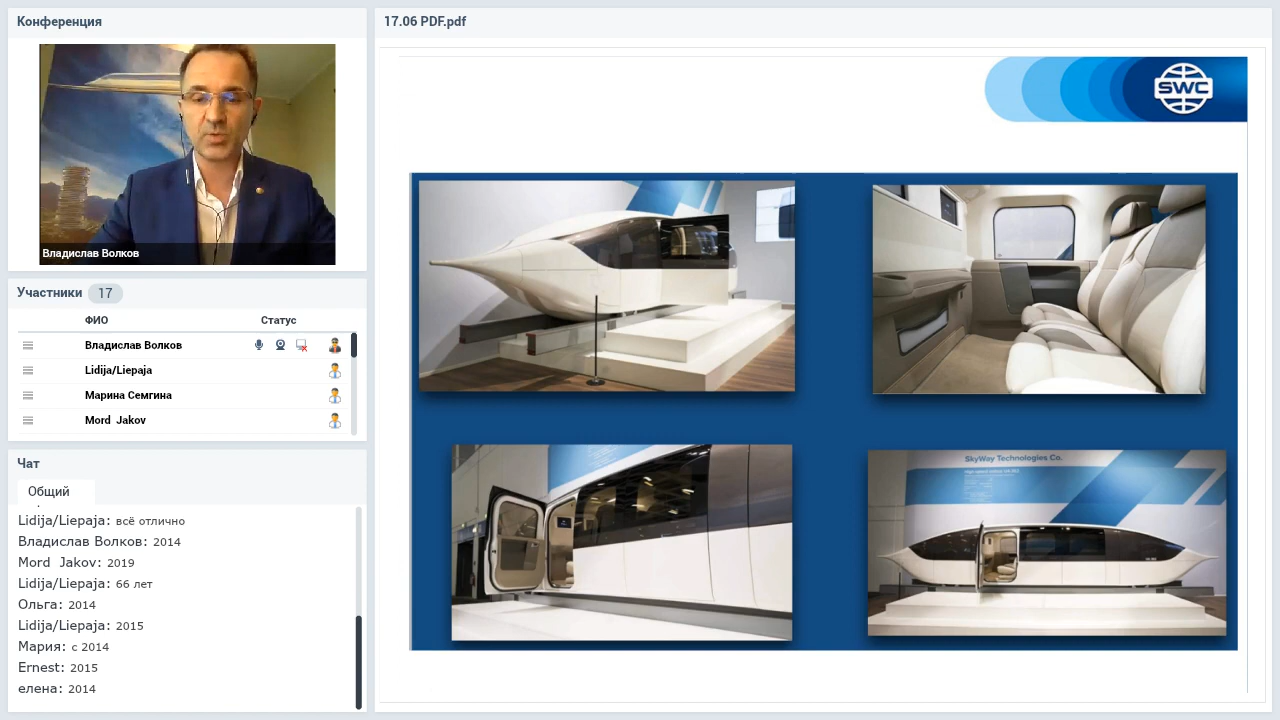 Конференция
Владислав Волков
Участники 17
ФИО Статус
Владислав Волков
Lidija/Liepaja
Марина Семгина
Mord Jakov
Чат
Общий
Lidija/Liepaja: всё отлично
Владислав Волков: 2014
Mord Jakov: 2019
Lidija/Liepaja: 66 лет
Ольга: 2014
Lidija/Liepaja: 2015
Мария: с 2014
Ernest: 2015
елена: 2014
17.06 PDF.pdf
SWC
SkyWay Technologies Co.